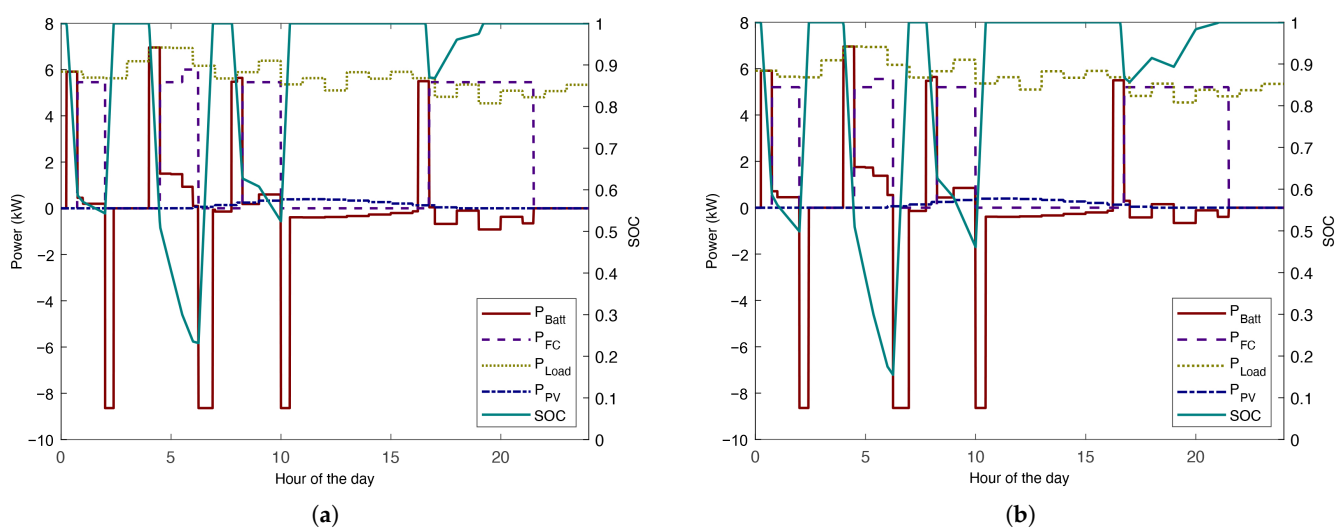 8
6
4
2
0
−2
−4
−6
−8
−10
Power (kW)
1
0.9
0.8
0.7
0.6
0.5
0.4
0.3
0.2
0.1
0
SOC
P_Batt
P_FC
P_Load
P_PV
SOC
0 5 10 15 20
Hour of the day
(a)
8
6
4
2
0
−2
−4
−6
−8
−10
Power (kW)
1
0.9
0.8
0.7
0.6
0.5
0.4
0.3
0.2
0.1
0
SOC
P_Batt
P_FC
P_Load
P_PV
SOC
0 5 10 15 20
Hour of the day
(b)